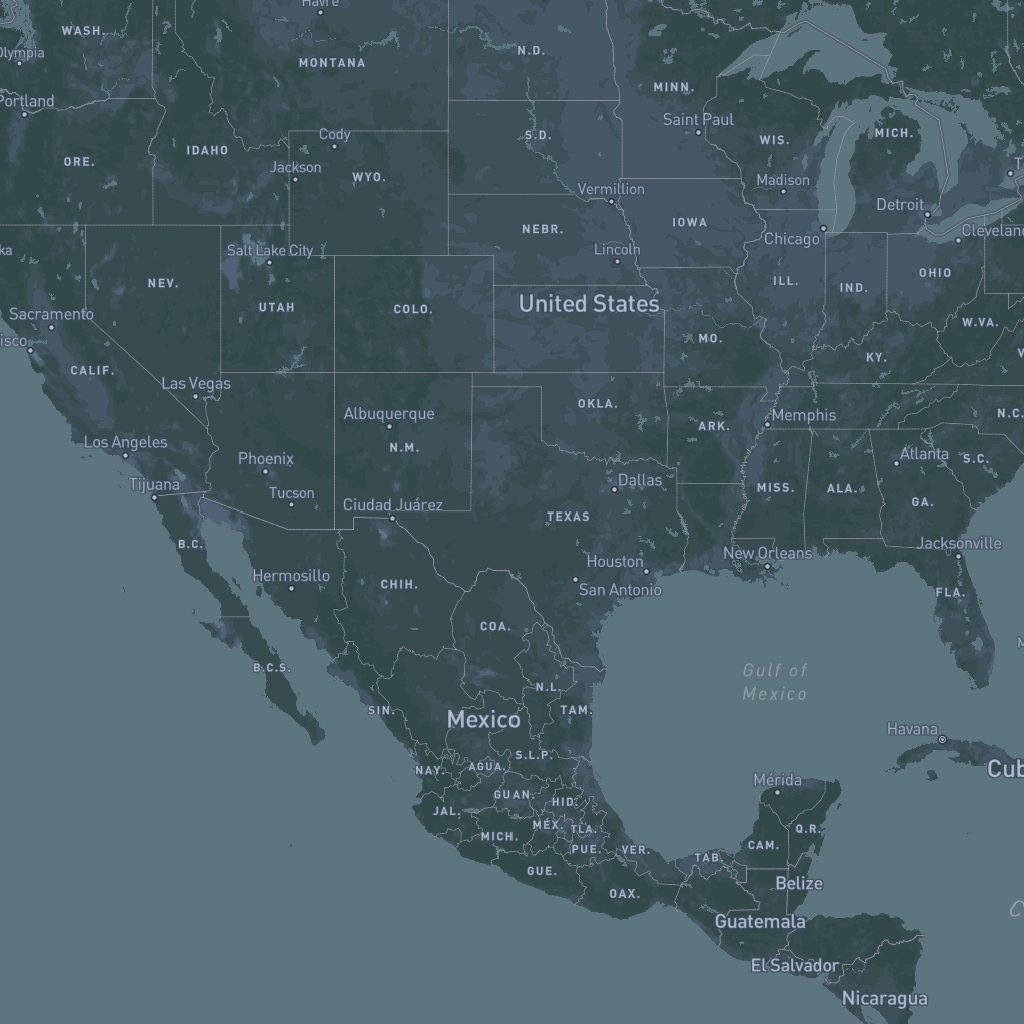 Havre
WASH.
N.D.
Olympia
MONTANA
MINN.
Portland
Saint Paul
MICH.
Cody
S.D.
WIS.
ORE.
IDAHO
Jackson
WYO.
Madison
Vermillion
Detroit
NEBR.
IOWA
Chicago
Cleveland
Salt Lake City
Lincoln
OHIO
NEV.
ILL.
IND.
UTAH
COLO.
United States
Sacramento
W.VA.
MO.
KY.
CALIF.
Las Vegas
OKLA.
Albuquerque
Memphis
N.C.
ARK.
Los Angeles
N.M.
Phoenix
Atlanta
S.C.
Tijuana
Tucson
Dallas
MISS.
ALA.
GA.
Ciudad Juárez
TEXAS
B.C.
New Orleans
Jacksonville
Houston
Hermosillo
CHIH.
San Antonio
FLA.
COA.
B.C.S.
Gulf of
Mexico
N.L.
SIN.
TAM.
Mexico
Havana
S.L.P.
NAY.
AGUA.
Cub
Mérida
GUAN.
HID.
JAL.
MÉX.
TLA.
Q.R.
MICH.
PUE.
VER.
CAM.
TAB.
GUE.
Belize
OAX.
Guatemala
El Salvador
Nicaragua